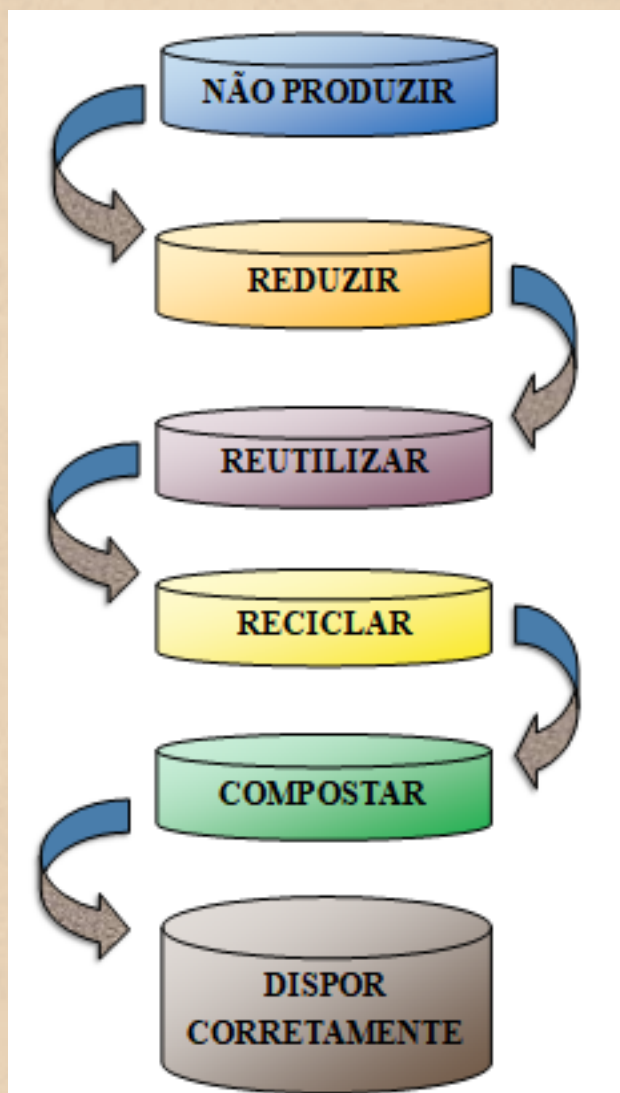 NÃO PRODUZIR
REDUZIR
REUTILIZAR
RECICLAR
COMPOSTAR
DISPOR
CORRETAMENTE